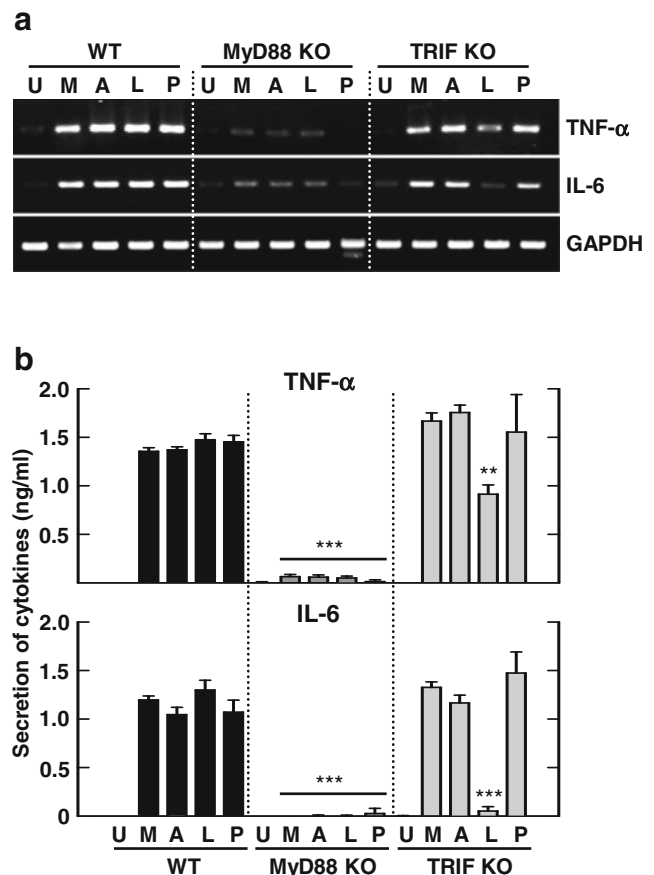 a
WT MyD88 KO TRIF KO
U M A L P U M A L P U M A L P
TNF-α
IL-6
GAPDH
b
TNF-α
2.0
1.5
1.0
0.5
***
**
Secretion of cytokines (ng/ml)
IL-6
2.0
1.5
1.0
0.5
0
***
***
U M A L P U M A L P U M A L P
WT MyD88 KO TRIF KO